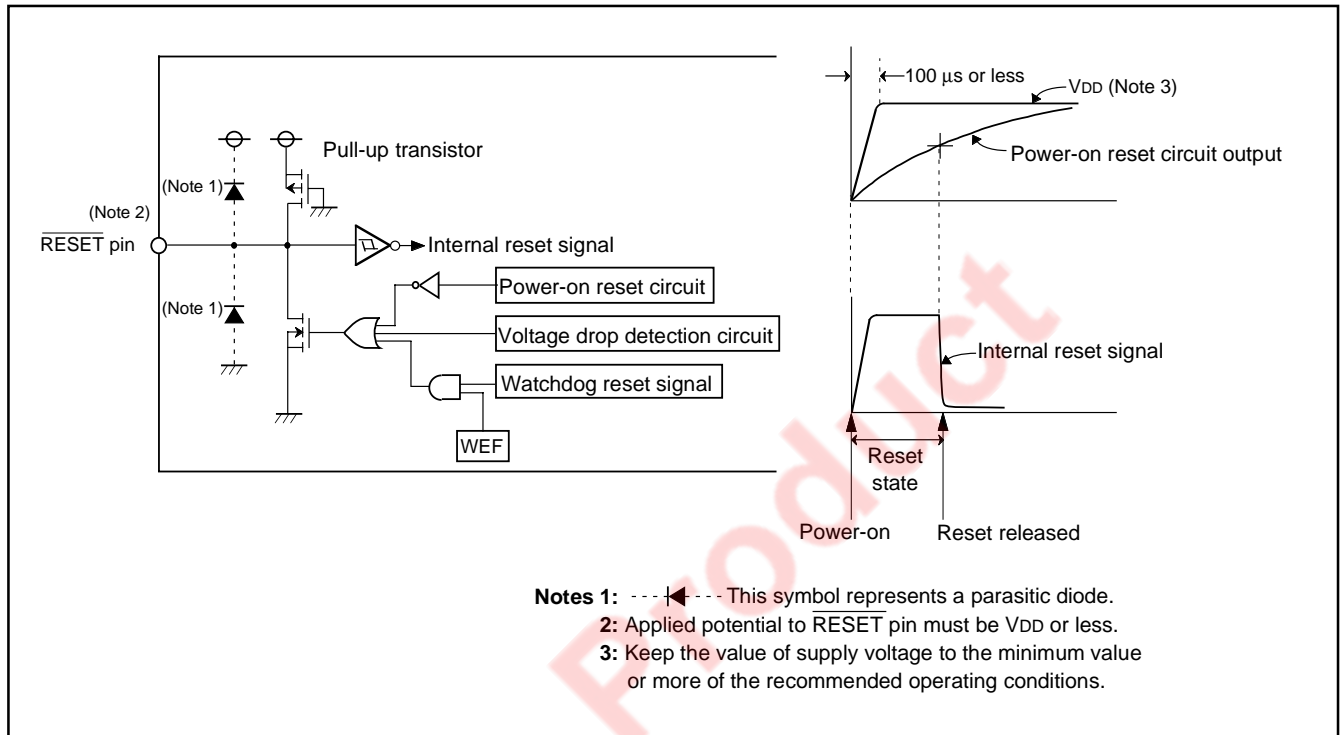 100 µs or less
VDD (Note 3)
Pull-up transistor
Power-on reset circuit output
(Note 1)
(Note 2)
RESET pin
Internal reset signal
Power-on reset circuit
(Note 1)
Voltage drop detection circuit
Watchdog reset signal
WEF
Internal reset signal
Reset
state
Power-on
Reset released
Notes 1: This symbol represents a parasitic diode.
2: Applied potential to RESET pin must be VDD or less.
3: Keep the value of supply voltage to the minimum value
or more of the recommended operating conditions.
Product